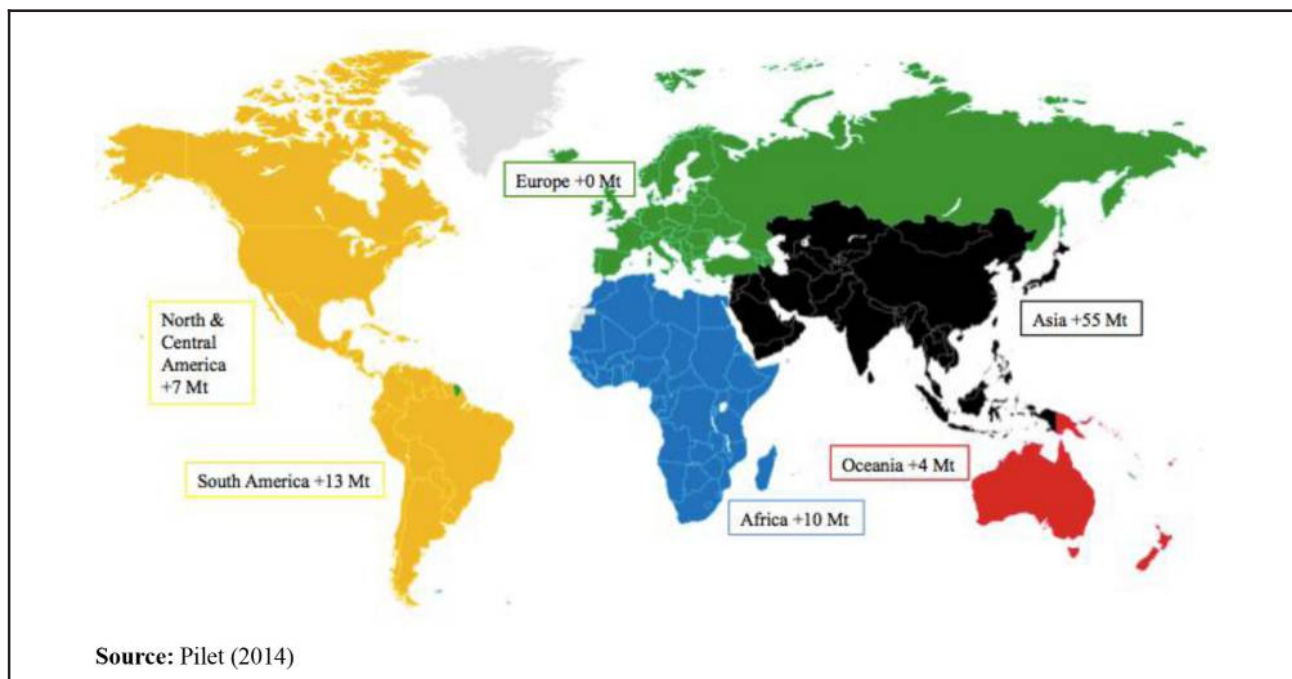 Europe +0 Mt
North &
Central
America
+7 Mt
Asia +55 Mt
South America +13 Mt
Oceania +4 Mt
Africa +10 Mt
Source: Pilet (2014)